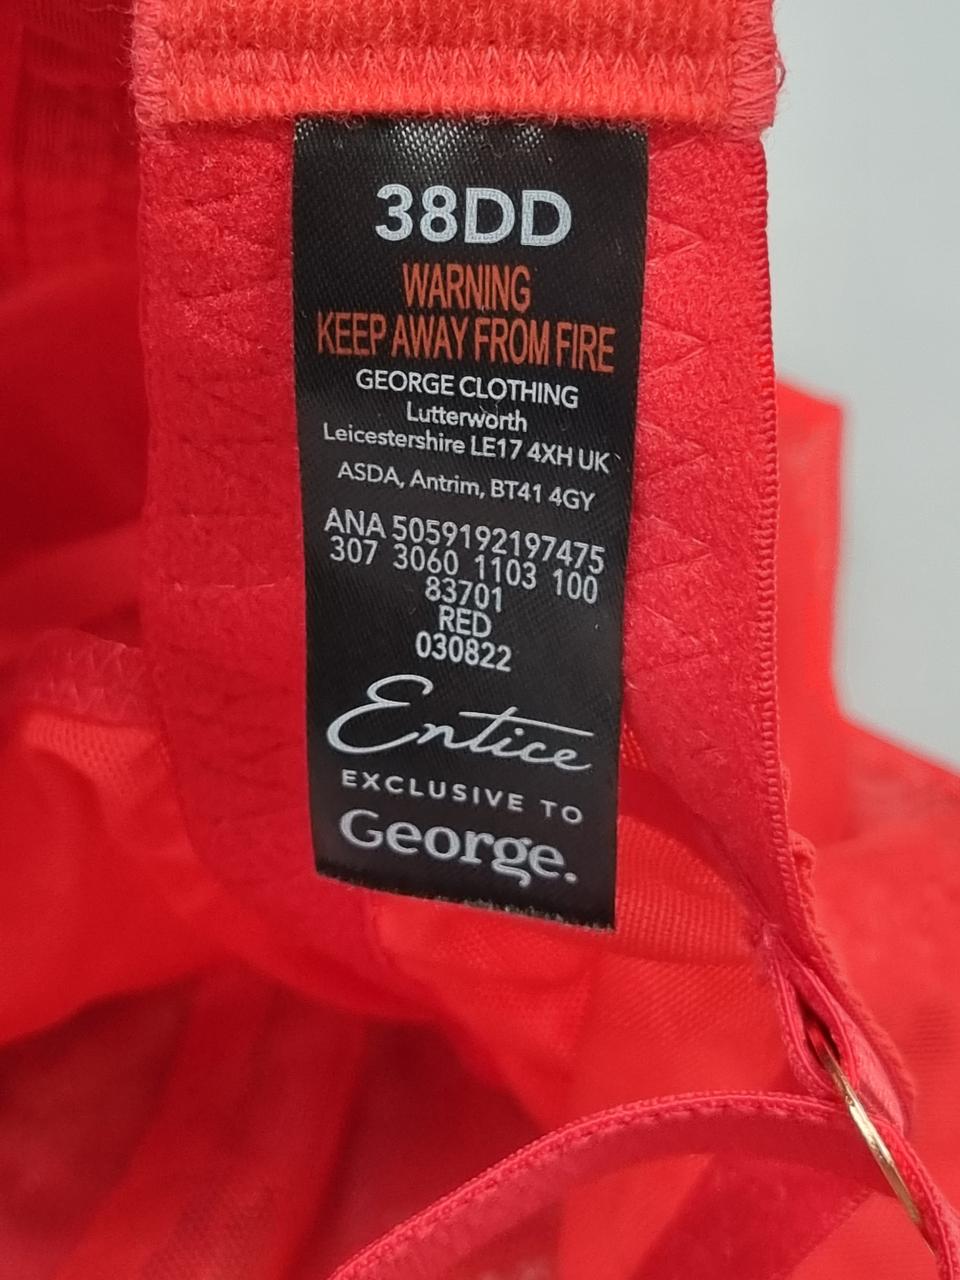 38DD
WARNING
KEEP AWAY FROM FIRE
GEORGE CLOTHING
Lutterworth
Leicestershire LE17 4XH UK
ASDA, Antrim, BT41 4GY
ANA 5059192197475
307 3060 1103 100
83701
RED
030822
Entice
EXCLUSIVE TO
George.